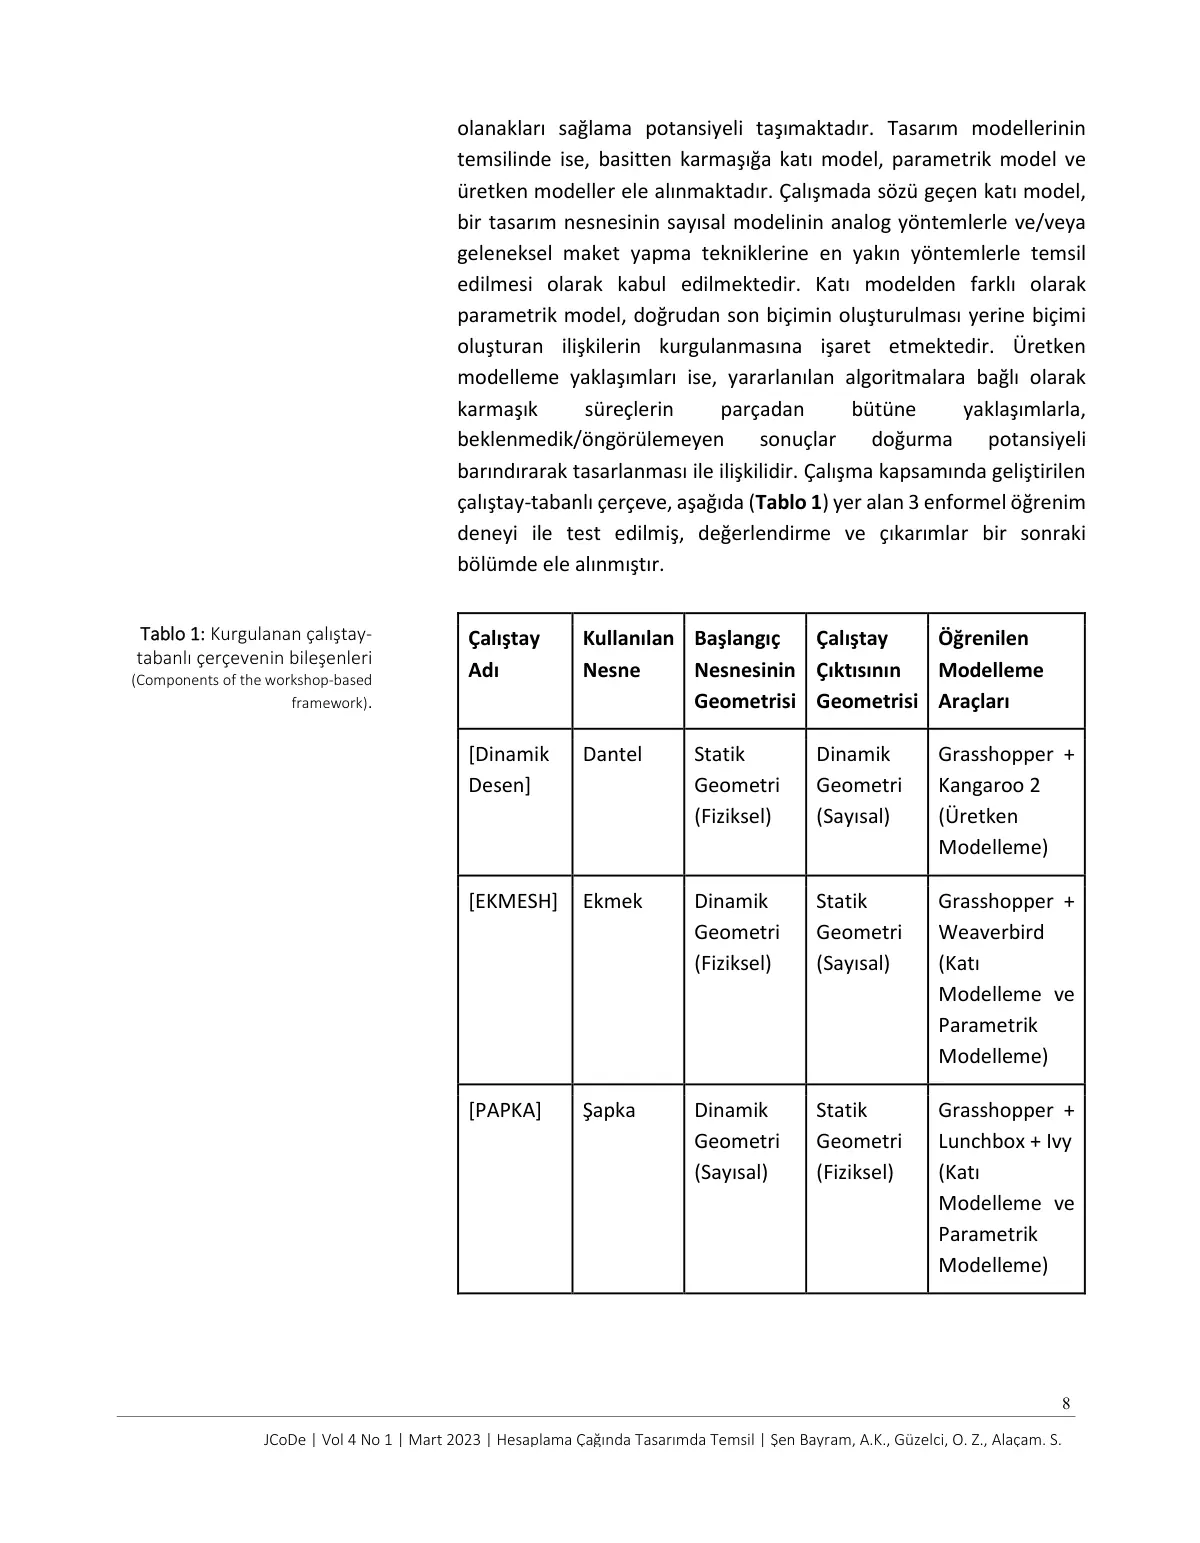 olanakları sağlama potansiyeli taşımaktadır. Tasarım modellerinin
temsilinde ise, basitten karmaşığa katı model, parametrik model ve
üretken modeller ele alınmaktadır. Çalışmada sözü geçen katı model,
bir tasarım nesnesinin sayısal modelinin analog yöntemlerle ve/veya
geleneksel maket yapma tekniklerine en yakın yöntemlerle temsil
edilmesi olarak kabul edilmektedir. Katı modelden farklı olarak
parametrik model, doğrudan son biçimin oluşturulması yerine biçimi
oluşturan ilişkilerin kurgulanmasına işaret etmektedir. Üretken
modelleme yaklaşımları ise, yararlanılan algoritmalara bağlı olarak
karmaşık süreçlerin parçadan bütüne yaklaşımlarla,
beklenmedik/öngörülemeyen sonuçlar doğurma potansiyeli
barındırarak tasarlanması ile ilişkilidir. Çalışma kapsamında geliştirilen
çalıştay-tabanlı çerçeve, aşağıda (Tablo 1) yer alan 3 enformel öğrenim
deneyi ile test edilmiş, değerlendirme ve çıkarımlar bir sonraki
bölümde ele alınmıştır.
Tablo 1: Kurgulanan çalıştay-
tabanlı çerçevenin bileşenleri
(Components of the workshop-based
framework).
Çalıştay
Adı
Kullanılan
Nesne
Başlangıç
Nesnesinin
Geometrisi
Çalıştay
Çıktısının
Geometrisi
Öğrenilen
Modelleme
Araçları
[Dinamik
Desen]
Dantel
Statik
Geometri
(Fiziksel)
Dinamik
Geometri
(Sayısal)
Grasshopper +
Kangaroo 2
(Üretken
Modelleme)
[EKMESH]
Ekmek
Dinamik
Geometri
(Fiziksel)
Statik
Geometri
(Sayısal)
Grasshopper +
Weaverbird
(Katı
Modelleme ve
Parametrik
Modelleme)
[PAPKA]
Şapka
Dinamik
Geometri
(Sayısal)
Statik
Geometri
(Fiziksel)
Grasshopper +
Lunchbox + Ivy
(Katı
Modelleme ve
Parametrik
Modelleme)
8
JCoDe | Vol 4 No 1 | Mart 2023 | Hesaplama Çağında Tasarımda Temsil | Şen Bayram, A.K., Güzelci, O. Z., Alaçam. S.